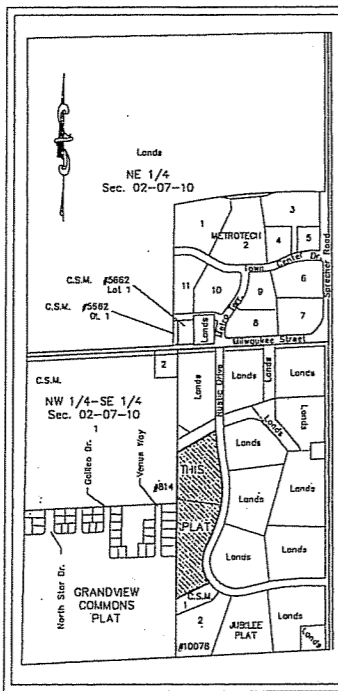 Lands
NE 1/4
Sec. 02-07-10
1
METROTECH
2
3
4
5
Town Center Dr.
Sprecher Road
C.S.M. #5662
Lot 1
C.S.M. #5662
OL 1
11
10
9
6
Metro Terr.
Lands
8
7
Milwaukee Street
2
C.S.M.
NW 1/4-SE 1/4
Sec. 02-07-10
1
#814
Lands
Rustic Drive
Lands
Lands
Lands
Lands
Lands
Lands
THIS
PLAT
Lands
Lands
Lands
Lands
Galileo Dr.
Venus Way
North Star Dr.
GRANDVIEW
COMMONS
PLAT
C.S.M.
1
2
#10076
JUBILEE
PLAT
Lands
Lands